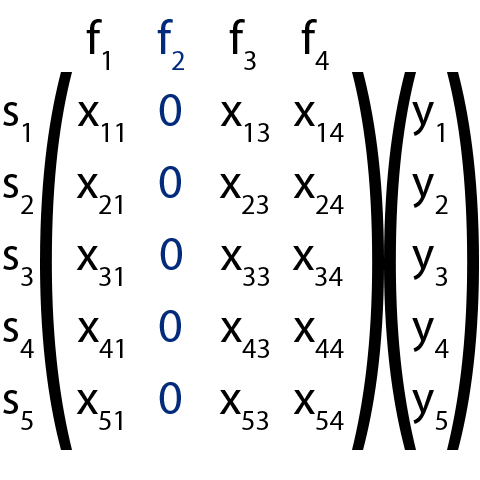 f1 f2 f3 f4
s1 ( x11 0 x13 x14 ) ( y1 )
s2 x21 0 x23 x24 y2
s3 x31 0 x33 x34 y3
s4 x41 0 x43 x44 y4
s5 x51 0 x53 x54 y5